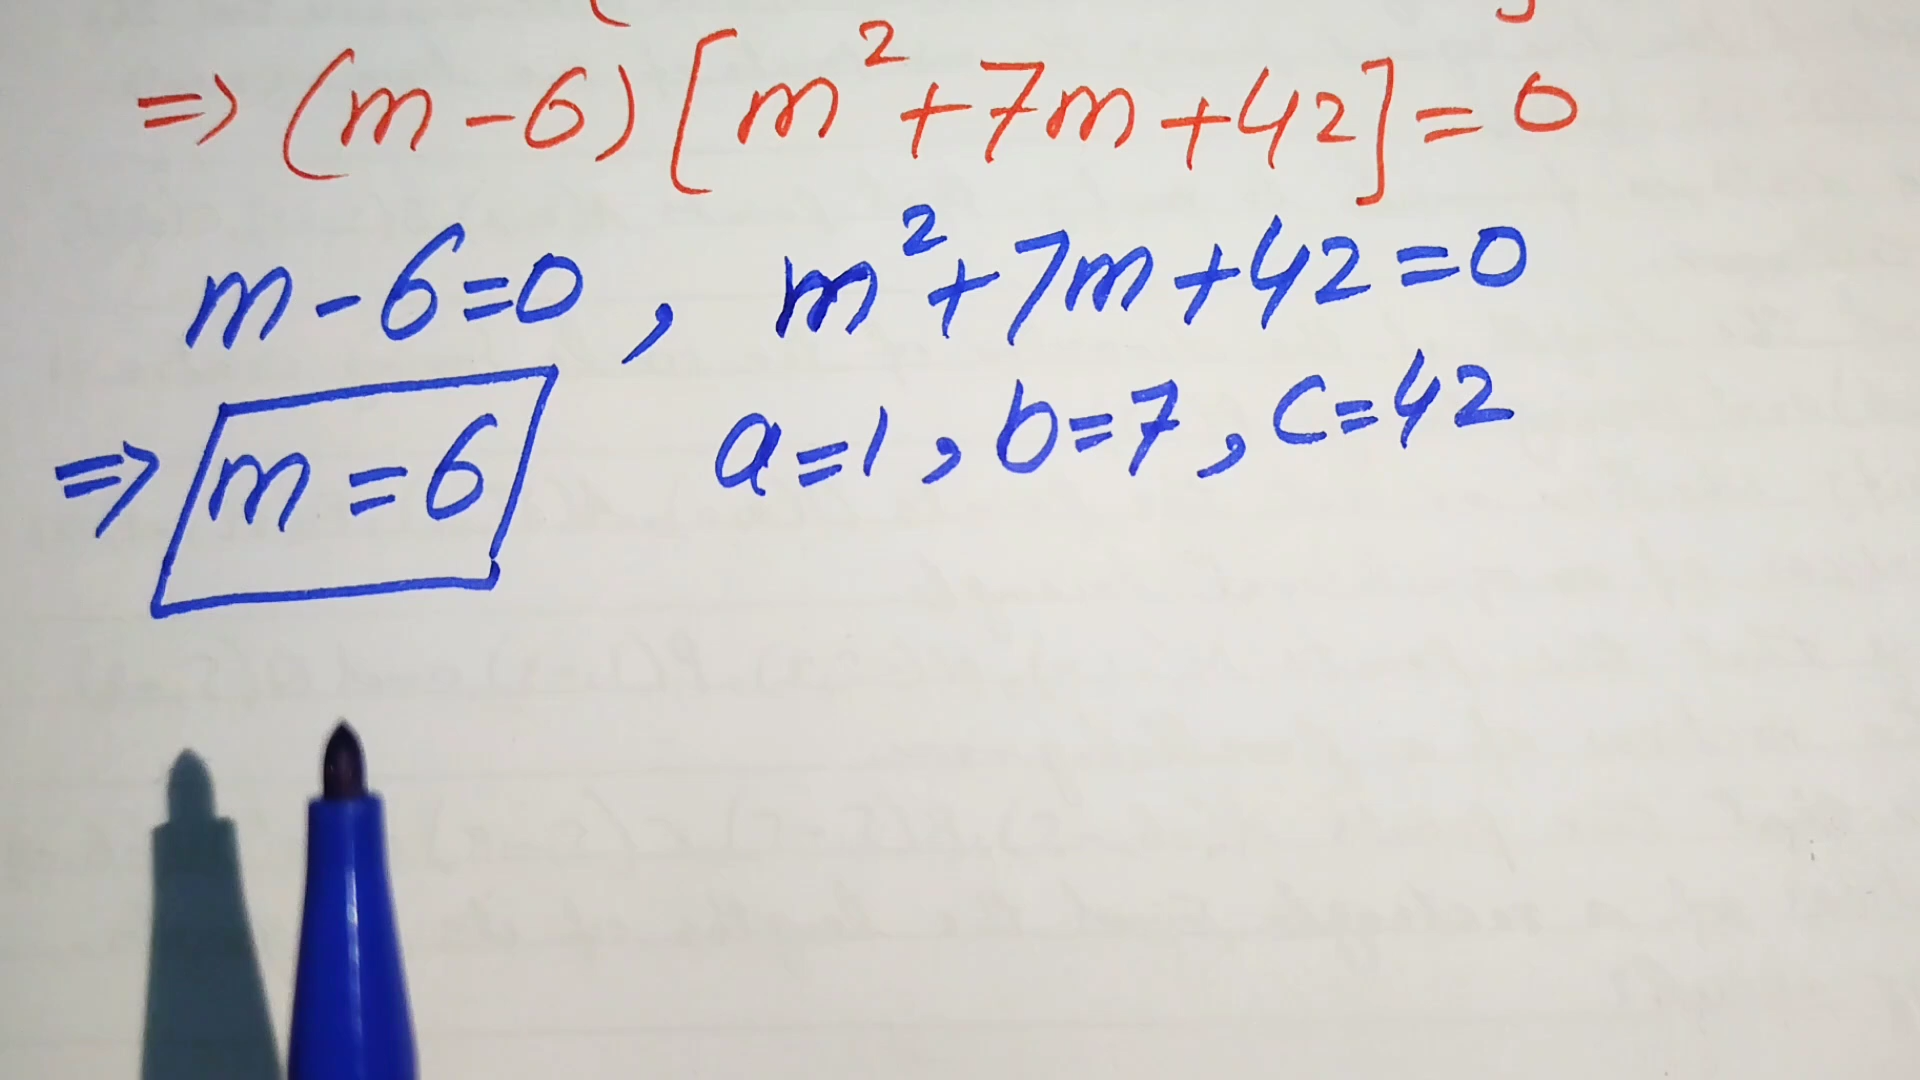 => (m-6) [m²+7m+42] = 0
m-6=0, m²+7m+42=0
=> m=6 a=1, b=7, c=42